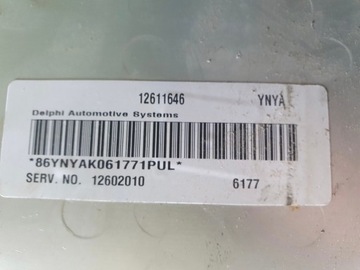 12611646 YNYA
Delphi Automotive Systems
*86YNYAK061771PUL*
SERV. NO. 12602010 6177